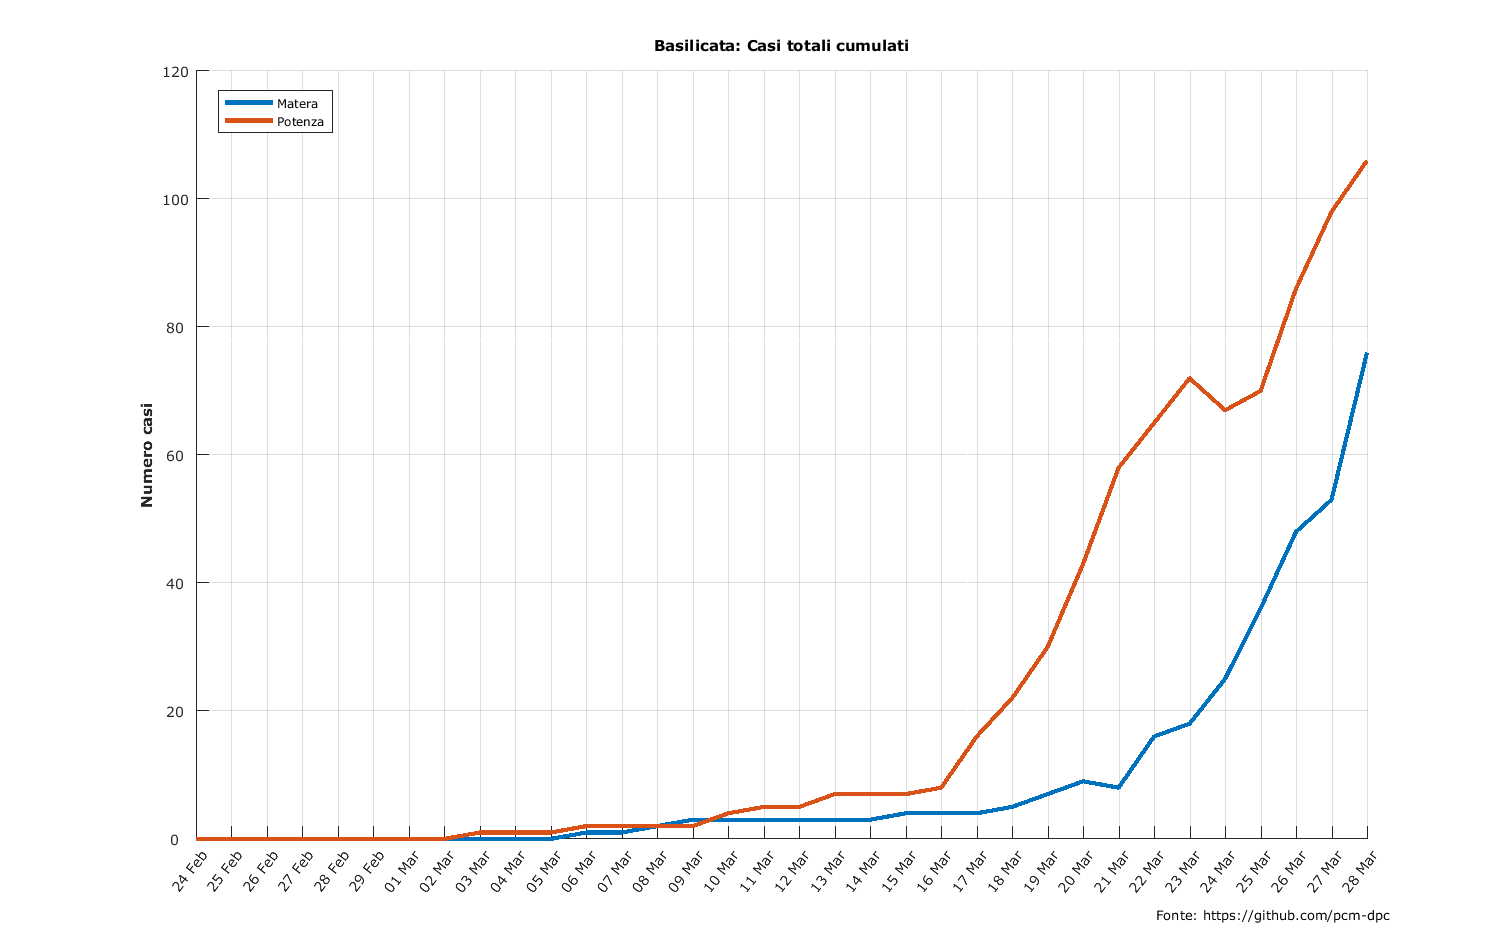 Basilicata: Casi totali cumulati
Matera
Potenza
Numero casi
120
100
80
60
40
20
0
24 Feb
25 Feb
26 Feb
27 Feb
28 Feb
29 Feb
01 Mar
02 Mar
03 Mar
04 Mar
05 Mar
06 Mar
07 Mar
08 Mar
09 Mar
10 Mar
11 Mar
12 Mar
13 Mar
14 Mar
15 Mar
16 Mar
17 Mar
18 Mar
19 Mar
20 Mar
21 Mar
22 Mar
23 Mar
24 Mar
25 Mar
26 Mar
27 Mar
28 Mar
Fonte: https://github.com/pcm-dpc